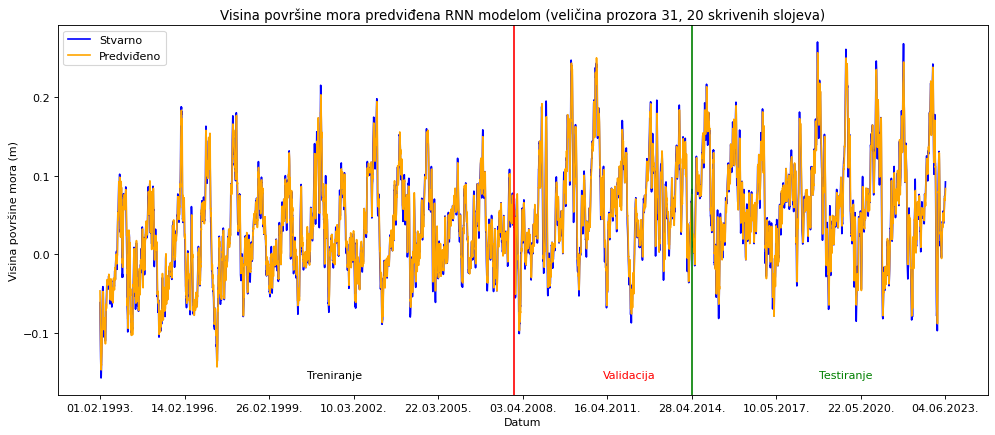 Visina površine mora predviđena RNN modelom (veličina prozora 31, 20 skrivenih slojeva)
Stvarno
Predviđeno
Visina površine mora (m)
0.2
0.1
0.0
−0.1
Treniranje
Validacija
Testiranje
01.02.1993.
14.02.1996.
26.02.1999.
10.03.2002.
22.03.2005.
03.04.2008.
16.04.2011.
28.04.2014.
10.05.2017.
22.05.2020.
04.06.2023.
Datum